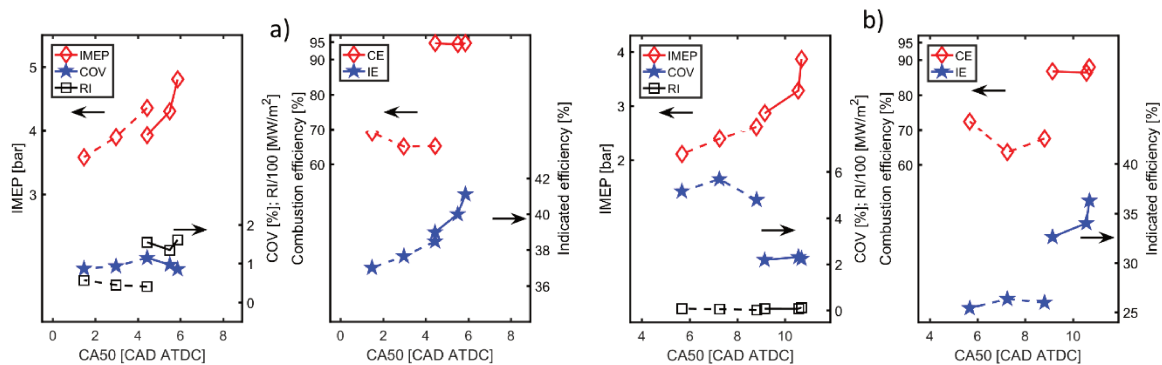 a)
b)
IMEP
COV
RI
5
4
3
IMEP [bar]
2
1
0
COV [%]; RI/100 [MW/m²]
0 2 4 6 8
CA50 [CAD ATDC]
CE
IE
95
90
70
60
Combustion efficiency [%]
42
40
38
36
Indicated efficiency [%]
0 2 4 6 8
CA50 [CAD ATDC]
IMEP
COV
RI
4
3
2
IMEP [bar]
6
4
2
0
COV [%]; RI/100 [MW/m²]
4 6 8 10
CA50 [CAD ATDC]
CE
IE
95
90
70
60
Combustion efficiency [%]
40
35
30
25
Indicated efficiency [%]
4 6 8 10
CA50 [CAD ATDC]